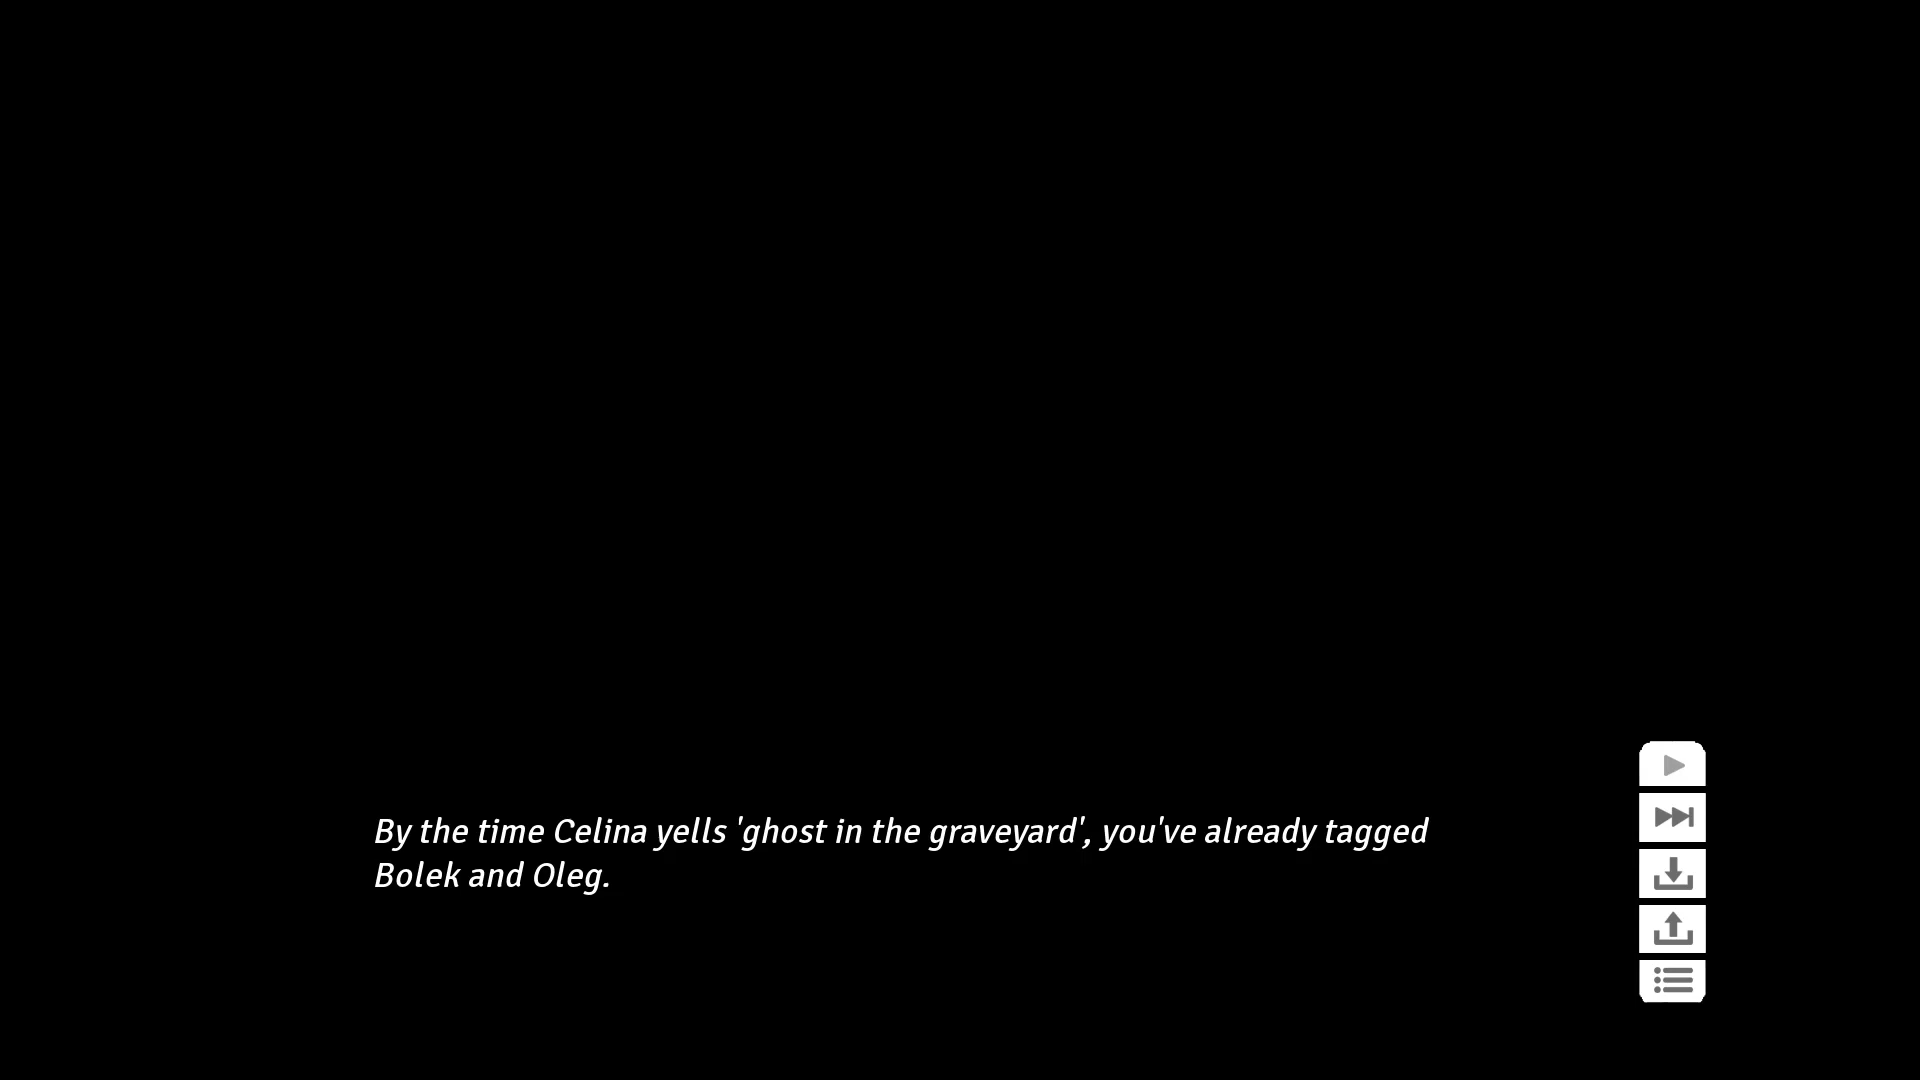 By the time Celina yells 'ghost in the graveyard', you've already tagged
Bolek and Oleg.